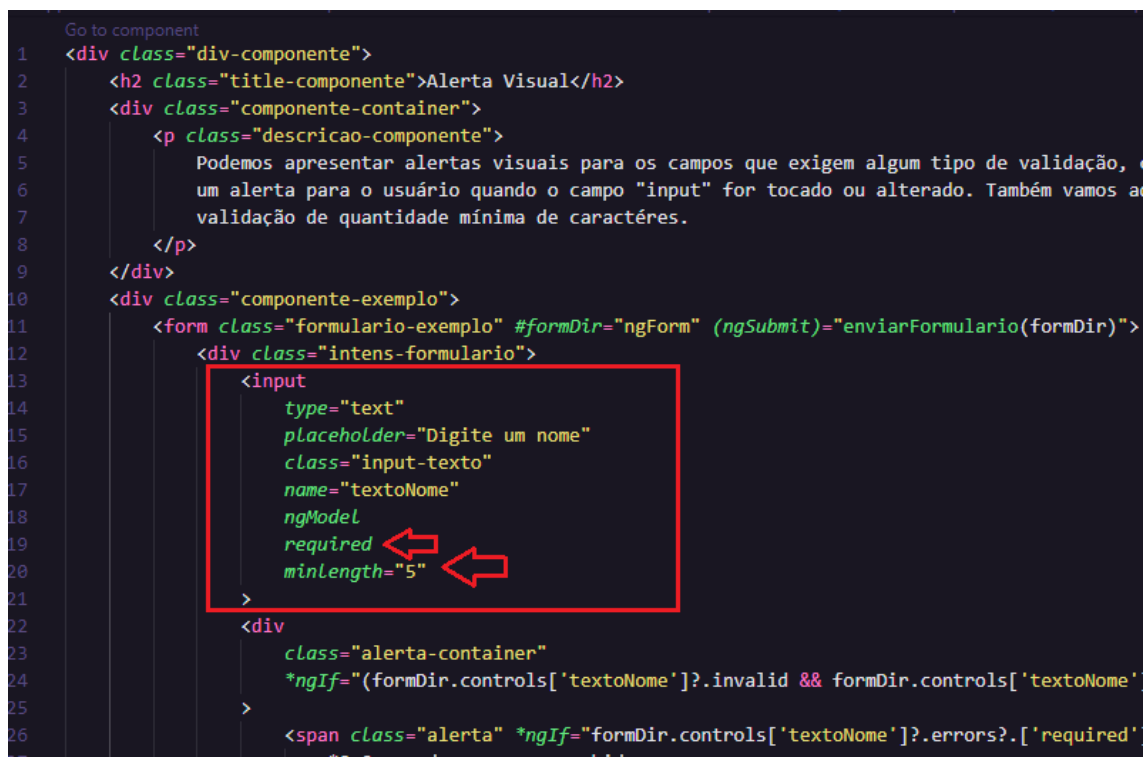 Go to component
1 <div class="div-componente">
2 <h2 class="title-componente">Alerta Visual</h2>
3 <div class="componente-container">
4 <p class="descricao-componente">
5 Podemos apresentar alertas visuais para os campos que exigem algum tipo de validação,
6 um alerta para o usuário quando o campo "input" for tocado ou alterado. Também vamos
7 validação de quantidade mínima de caractéres.
8 </p>
9 </div>
10 <div class="componente-exemplo">
11 <form class="formulario-exemplo" #formDir="ngForm" (ngSubmit)="enviarFormulario(formDir)">
12 <div class="intens-formulario">
13 <input
14 type="text"
15 placeholder="Digite um nome"
16 class="input-texto"
17 name="textoNome"
18 ngModel
19 required
20 minlength="5"
21 >
22 <div
23 class="alerta-container"
24 *ngIf="(formDir.controls['textoNome']?.invalid && formDir.controls['textoNome']
25 >
26 <span class="alerta" *ngIf="formDir.controls['textoNome']?.errors?.['required']